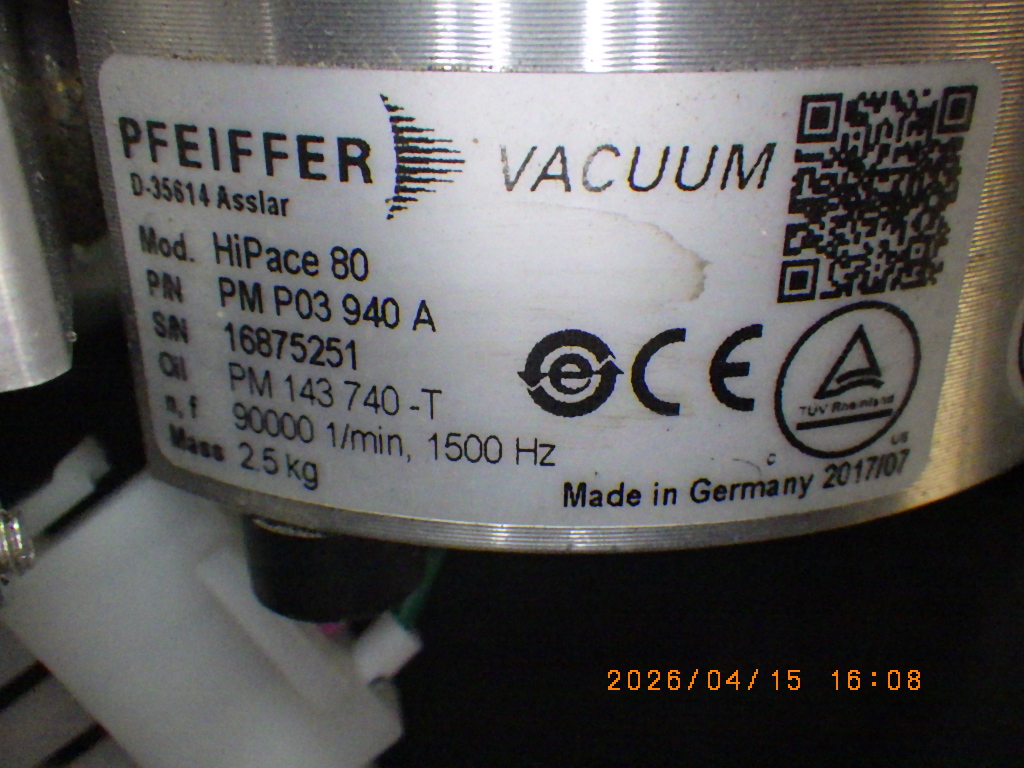 PFEIFFER VACUUM
D-35614 Asslar
Mod. HiPace 80
P/N PM P03 940 A
S/N 16875251
Oil PM 143 740 -T
n, f 90000 1/min, 1500 Hz
Mass 2.5 kg
e CE
TÜV Rheinland
C US
Made in Germany 2017/07
2026/04/15 16:08